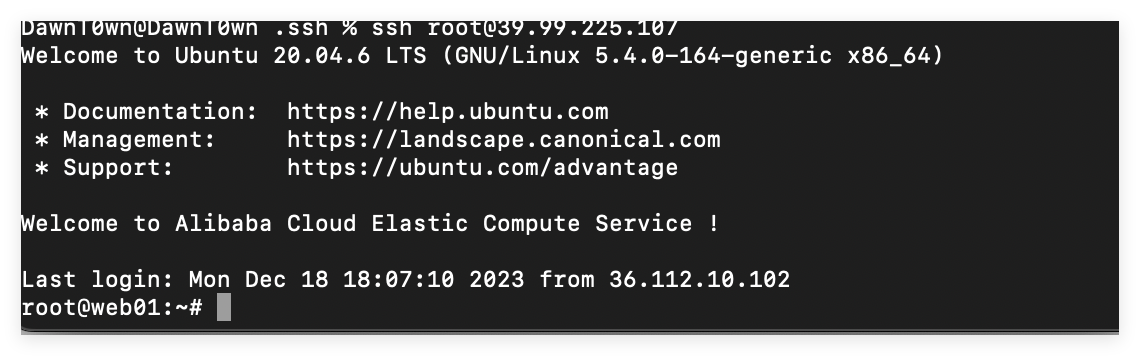 DawnT0wn@DawnT0wn .ssh % ssh root@39.99.225.107
Welcome to Ubuntu 20.04.6 LTS (GNU/Linux 5.4.0-164-generic x86_64)
* Documentation:  https://help.ubuntu.com
* Management:     https://landscape.canonical.com
* Support:        https://ubuntu.com/advantage
Welcome to Alibaba Cloud Elastic Compute Service !
Last login: Mon Dec 18 18:07:10 2023 from 36.112.10.102
root@web01:~#